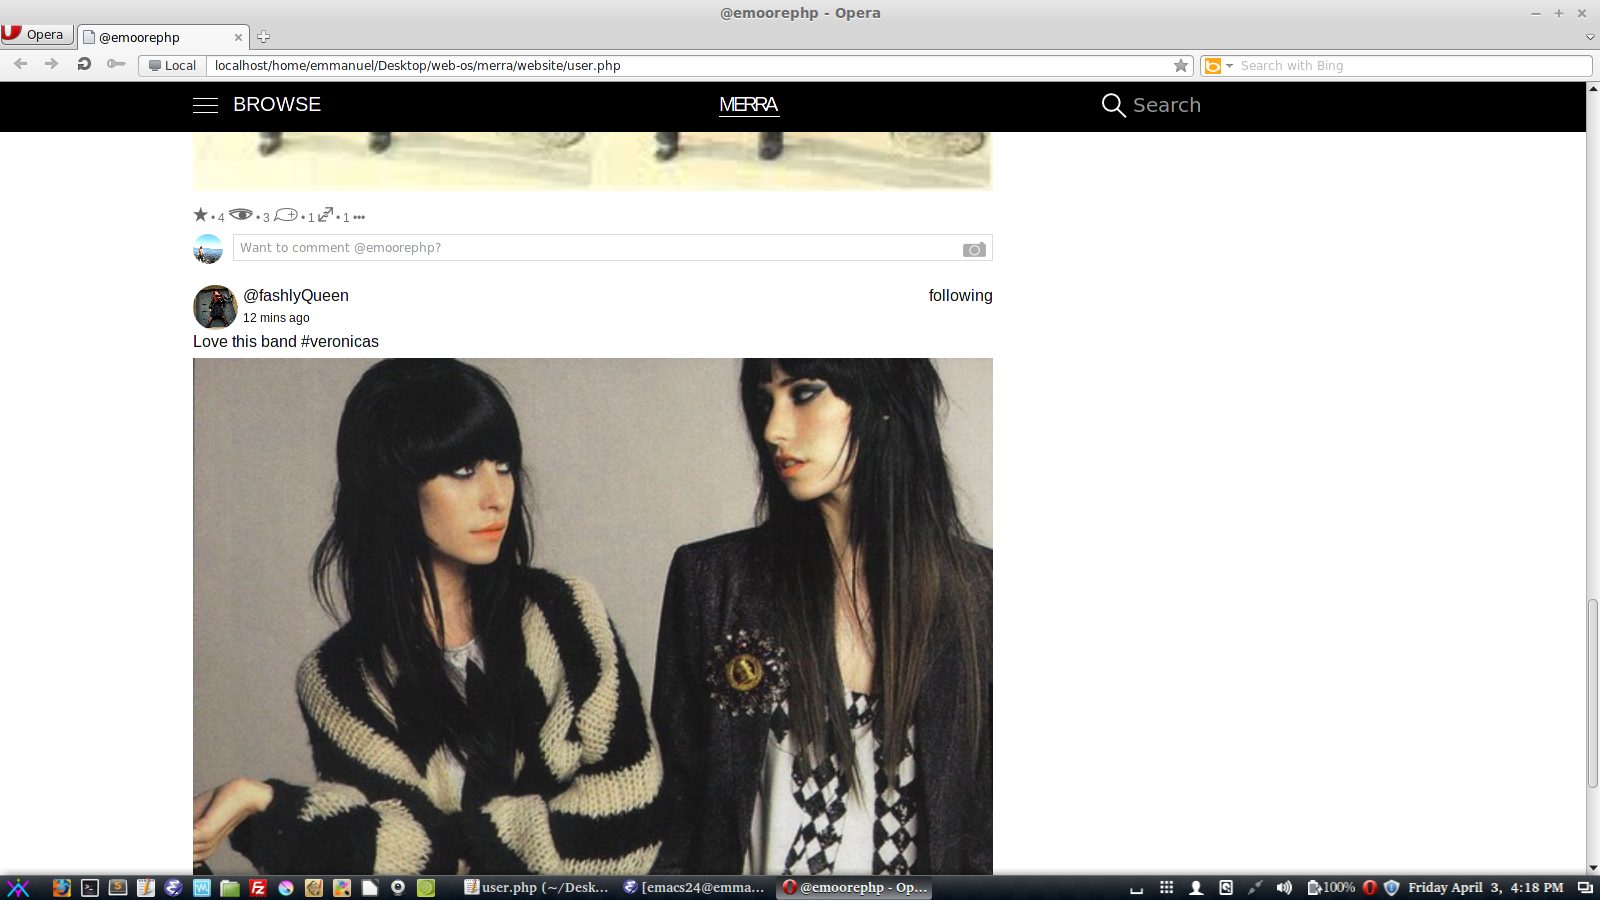 @emoorephp - Opera
Opera
@emoorephp
Local
localhost/home/emmanuel/Desktop/web-os/merra/website/user.php
Search with Bing
BROWSE
MERRA
Search
• 4 • 3 • 1 • 1 •••
Want to comment @emoorephp?
@fashlyQueen
following
12 mins ago
Love this band #veronicas
user.php (~/Desk...
[emacs24@emma...
@emoorephp - Op...
100%
Friday April 3, 4:18 PM